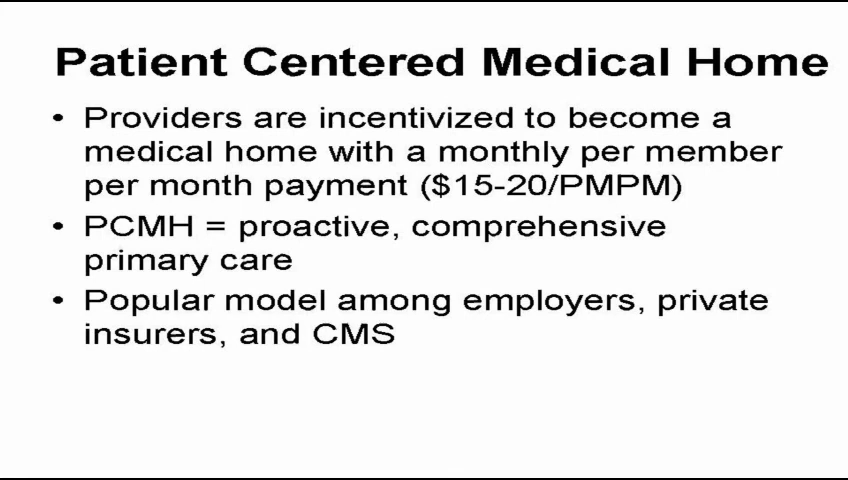 Patient Centered Medical Home
• Providers are incentivized to become a
medical home with a monthly per member
per month payment ($15-20/PMPM)
• PCMH = proactive, comprehensive
primary care
• Popular model among employers, private
insurers, and CMS